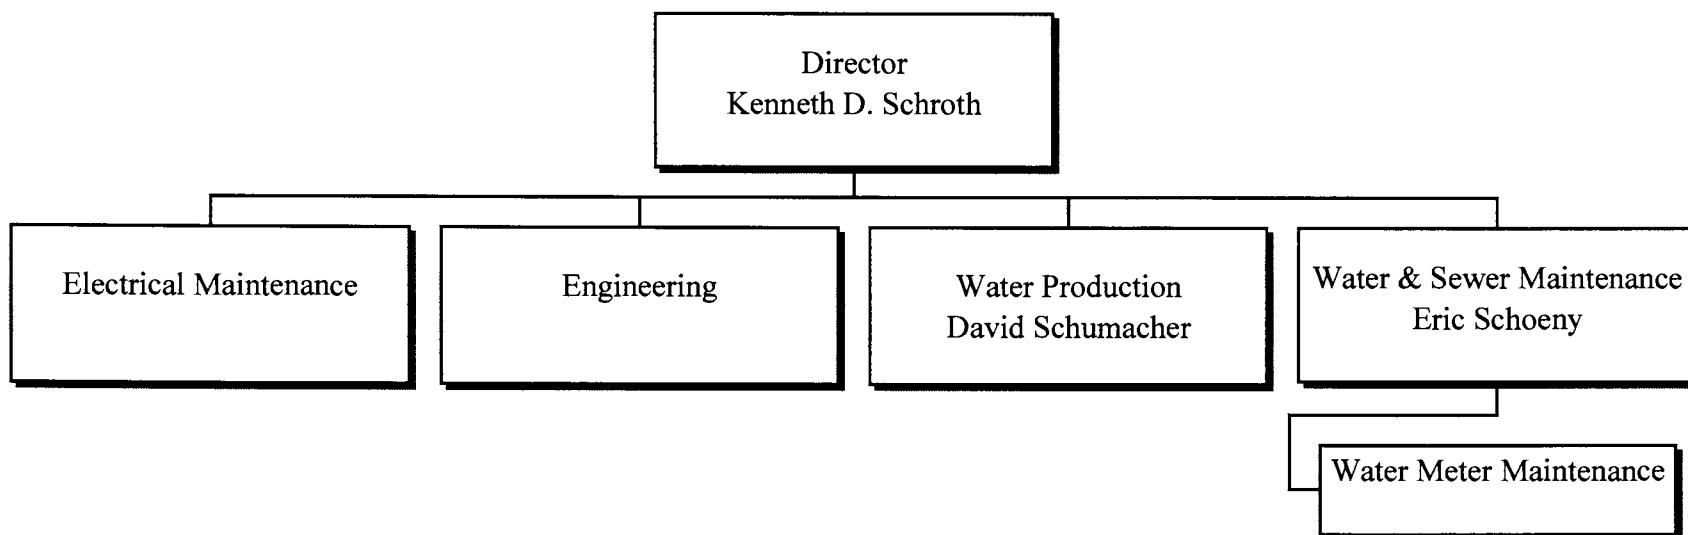 Director
Kenneth D. Schroth
Electrical Maintenance
Engineering
Water Production
David Schumacher
Water & Sewer Maintenance
Eric Schoeny
Water Meter Maintenance